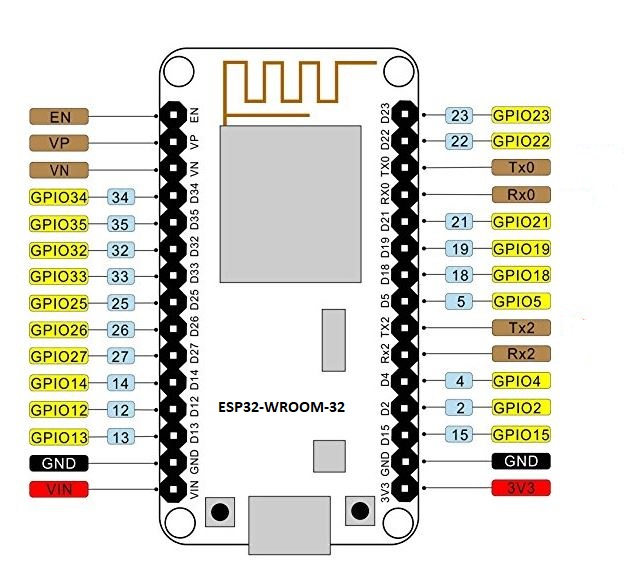 EN EN D23 23 GPIO23
VP VP D22 22 GPIO22
VN VN TX0 Tx0
GPIO34 34 D34 RX0 Rx0
GPIO35 35 D35 D21 21 GPIO21
GPIO32 32 D32 D19 19 GPIO19
GPIO33 33 D33 D18 18 GPIO18
GPIO25 25 D25 D5 5 GPIO5
GPIO26 26 D26 TX2 Tx2
GPIO27 27 D27 Rx2 Rx2
GPIO14 14 D14 D4 4 GPIO4
GPIO12 12 D12 ESP32-WROOM-32 D2 2 GPIO2
GPIO13 13 D13 D15 15 GPIO15
GND GND GND GND
VIN VIN 3V3 3V3